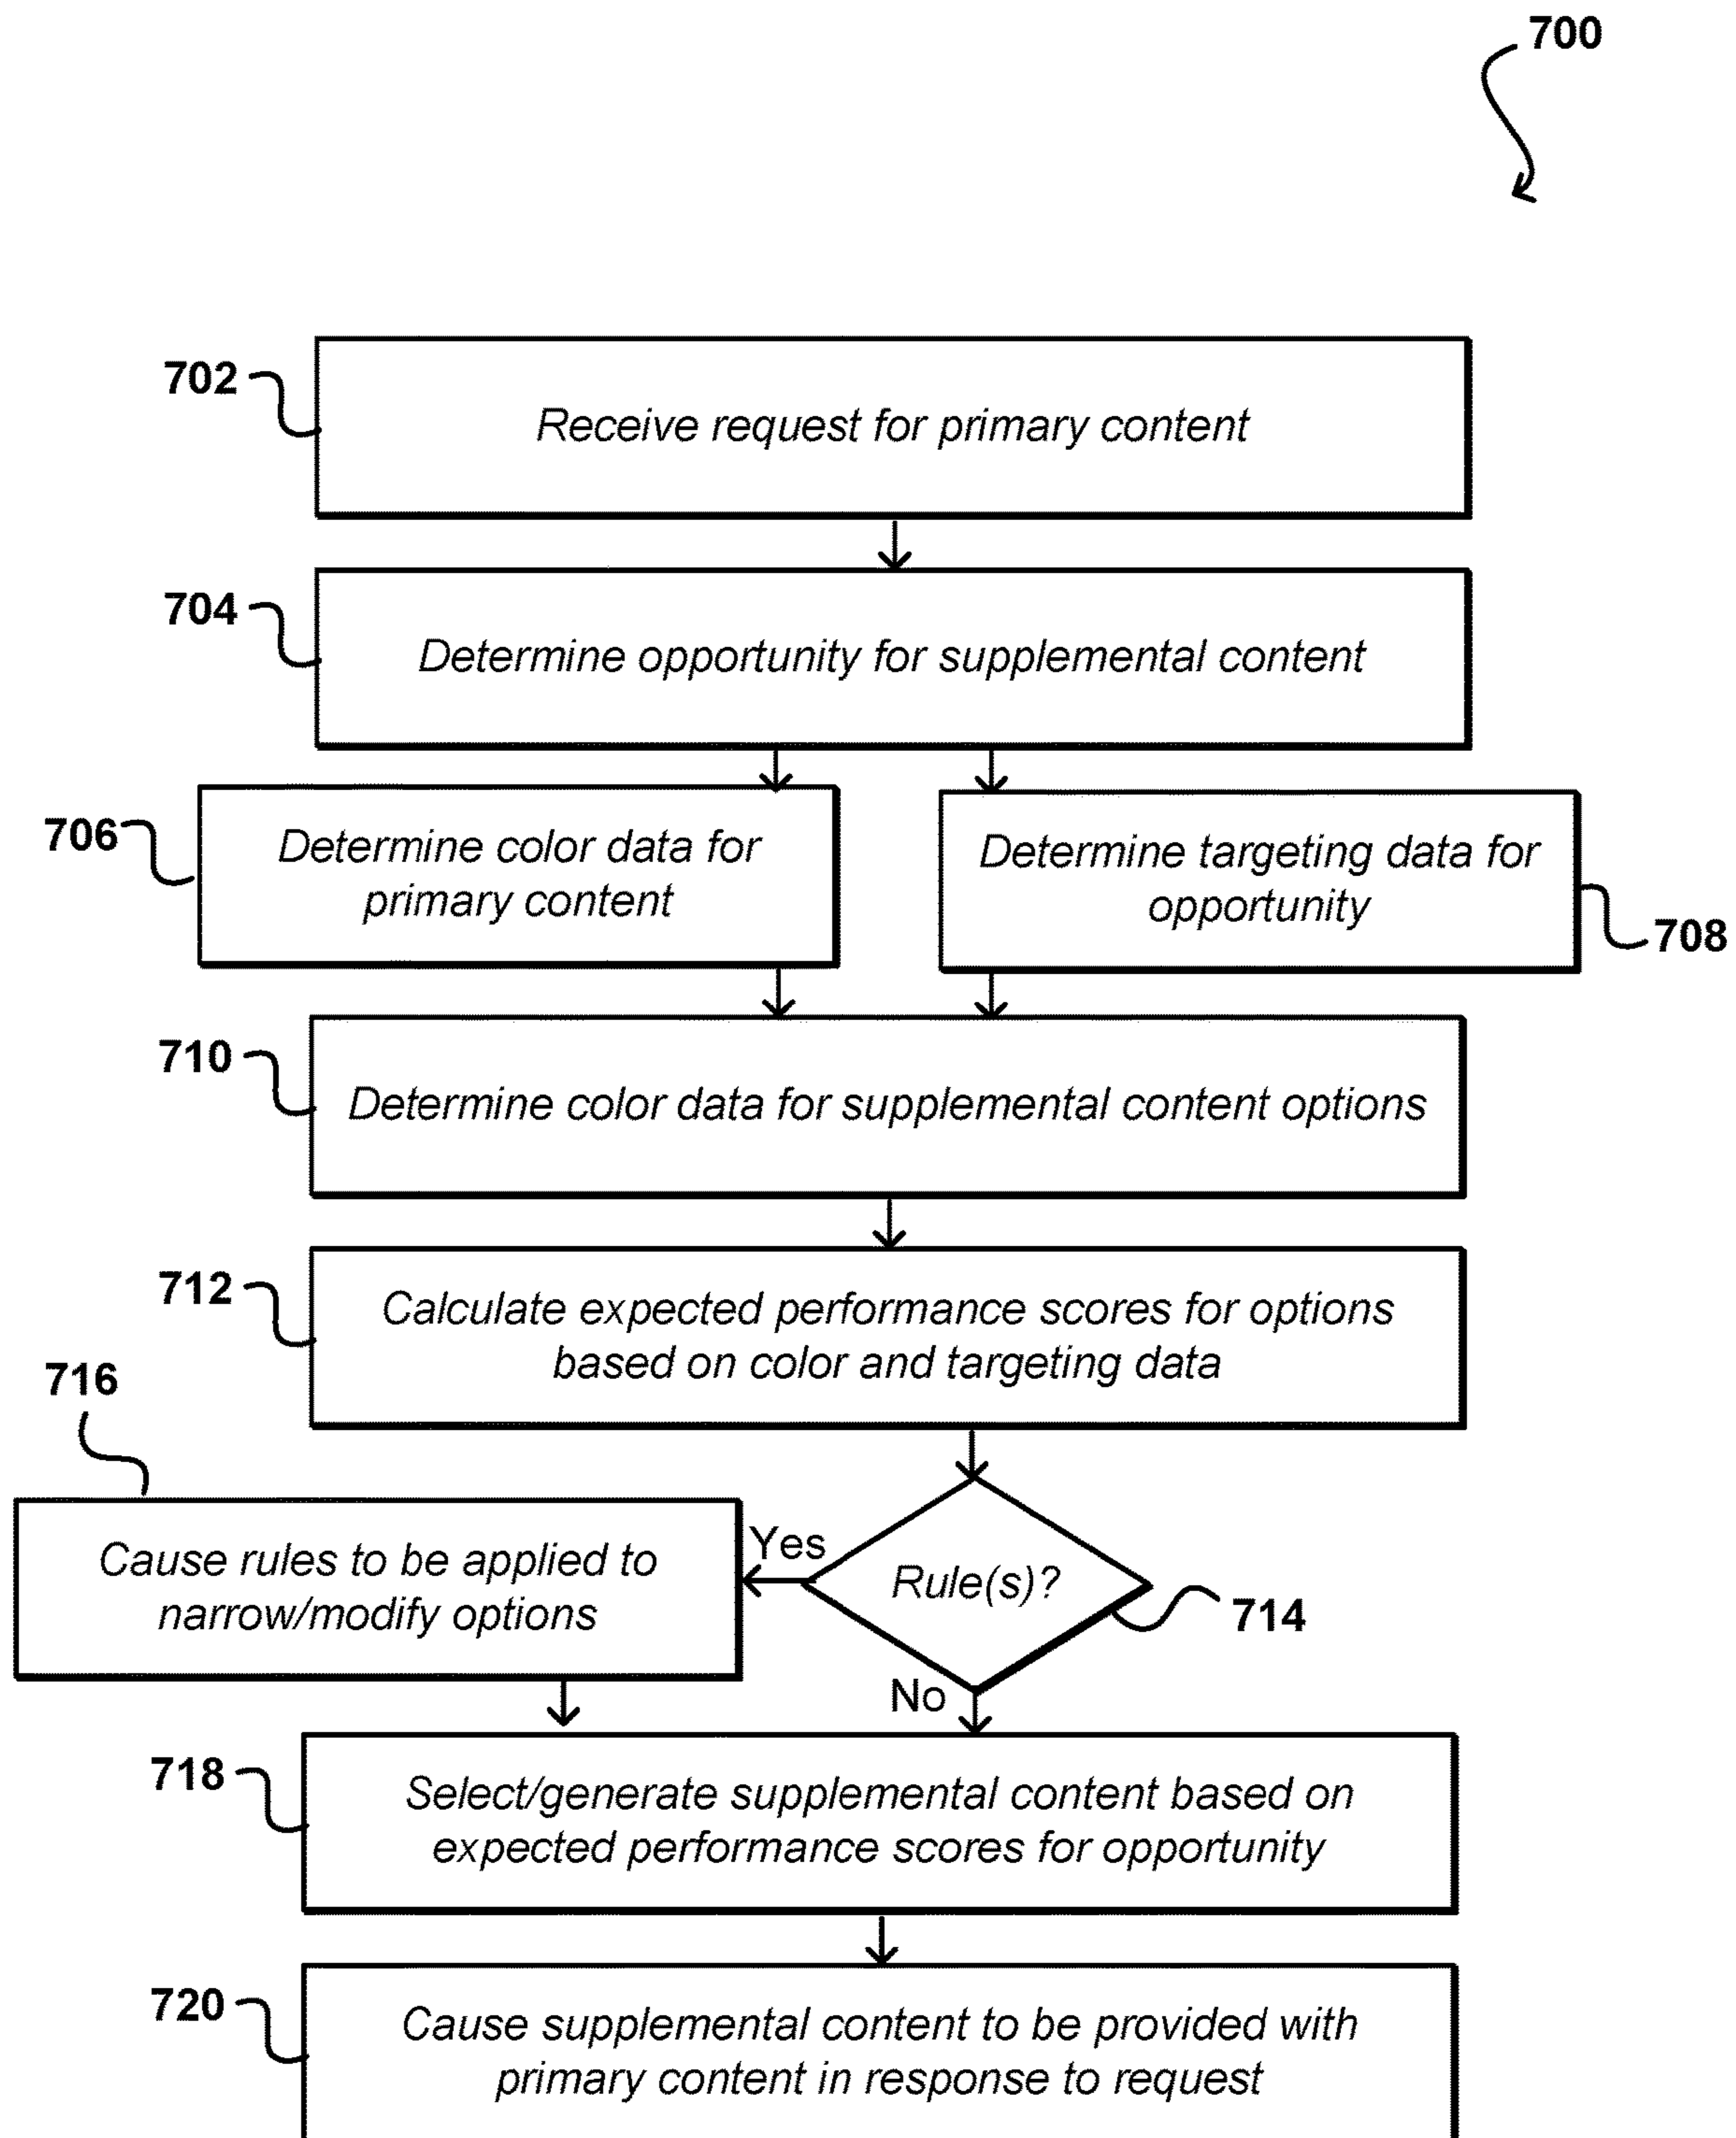 700
702
Receive request for primary content
704
Determine opportunity for supplemental content
706
Determine color data for
primary content
Determine targeting data for
opportunity
708
710
Determine color data for supplemental content options
712
Calculate expected performance scores for options
based on color and targeting data
716
Cause rules to be applied to
narrow/modify options
Yes
Rule(s)?
714
No
718
Select/generate supplemental content based on
expected performance scores for opportunity
720
Cause supplemental content to be provided with
primary content in response to request